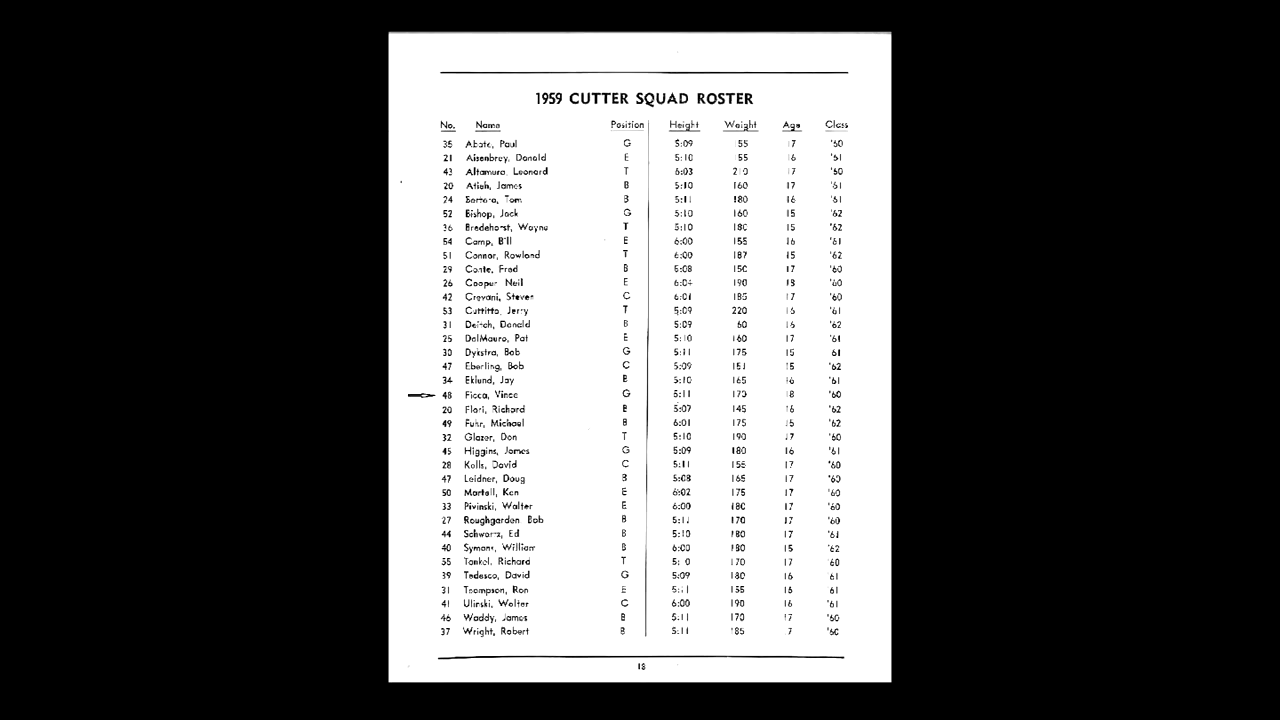 1959 CUTTER SQUAD ROSTER
No. Name Position Height Weight Age Class
35 Abate, Paul G 5:09 55 17 '60
21 Aisenbrey, Donald E 5:10 55 16 '61
43 Altamura, Leonard T 6:03 210 17 '60
20 Atieh, James B 5:10 160 17 '61
24 Tom B 5:11 180 16 '61
52 Bishop, Jack G 5:10 160 15 '62
36 Bredehorst, Wayne T 5:10 180 15 '62
54 Camp, Bill E 6:00 155 16 '61
51 Connor, Rowland T 6:00 187 15 '62
29 Conte, Fred B 5:08 150 17 '60
26 Cooper Neil E 6:04 190 18 '60
42 Crevani, Steven C 6:01 185 17 '60
53 Cuttitto, Jerry T 5:09 220 16 '61
31 Deitch, Donald B 5:09 60 16 '62
25 DalMauro, Pat E 5:10 160 17 '61
30 Dykstra, Bob G 5:11 175 15 61
47 Eberling, Bob C 5:09 151 15 '62
34 Eklund, Jay B 5:10 165 16 '61
48 Ficca, Vince G 5:11 170 18 '60
20 Flori, Richard B 5:07 145 16 '62
49 Fuhr, Michael B 6:01 175 15 '62
32 Glazer, Don T 5:10 190 17 '60
45 Higgins, James G 5:09 180 16 '61
28 Kolls, David C 5:11 155 17 '60
47 Leidner, Doug B 5:08 165 17 '60
50 Martell, Ken E 6:02 175 17 '60
33 Pivinski, Walter E 6:00 180 17 '60
27 Roughgarden Bob B 5:11 170 17 '60
44 Schwartz, Ed B 5:10 180 17 '61
40 Symons, William B 6:00 180 15 '62
55 Tankel, Richard T 5: 0 170 17 '60
39 Tedesco, David G 5:09 180 16 61
31 Thompson, Ron E 5:11 155 16 61
41 Ulinski, Walter C 6:00 190 16 '61
46 Waddy, James B 5:11 170 17 '60
37 Wright, Robert B 5:11 185 7 '60
18